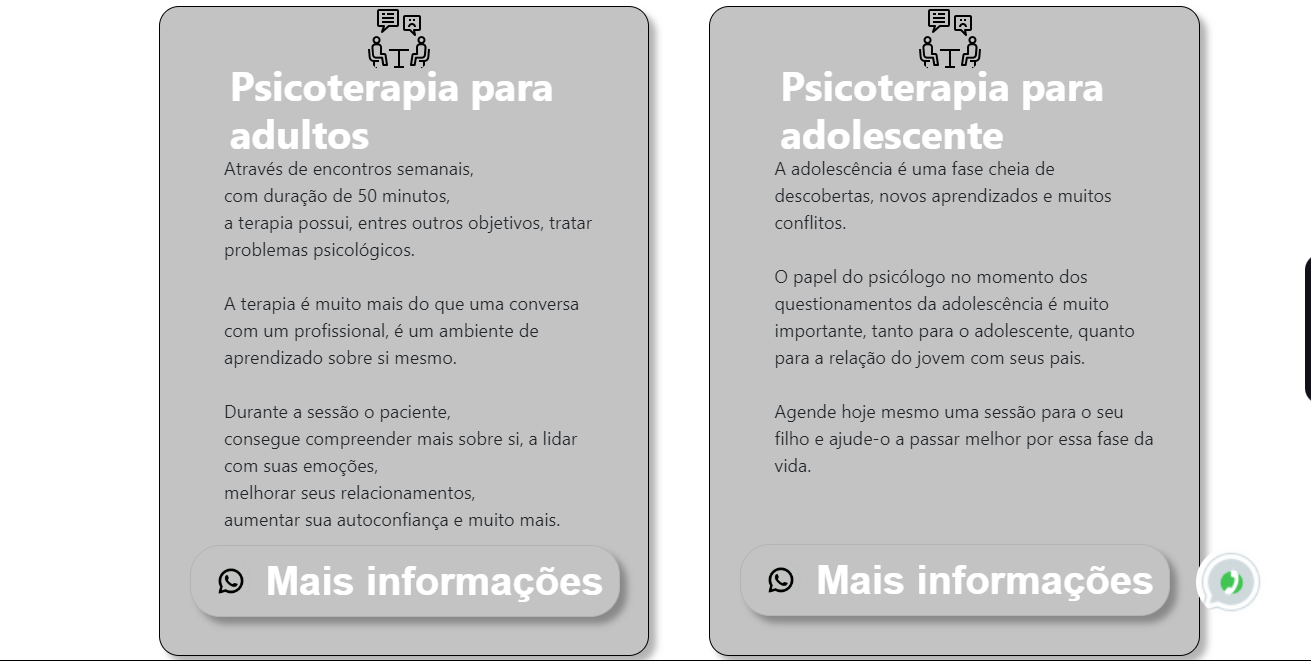 Psicoterapia para
adultos
Através de encontros semanais,
com duração de 50 minutos,
a terapia possui, entres outros objetivos, tratar
problemas psicológicos.
A terapia é muito mais do que uma conversa
com um profissional, é um ambiente de
aprendizado sobre si mesmo.
Durante a sessão o paciente,
consegue compreender mais sobre si, a lidar
com suas emoções,
melhorar seus relacionamentos,
aumentar sua autoconfiança e muito mais.
Mais informações
Psicoterapia para
adolescente
A adolescência é uma fase cheia de
descobertas, novos aprendizados e muitos
conflitos.
O papel do psicólogo no momento dos
questionamentos da adolescência é muito
importante, tanto para o adolescente, quanto
para a relação do jovem com seus pais.
Agende hoje mesmo uma sessão para o seu
filho e ajude-o a passar melhor por essa fase da
vida.
Mais informações